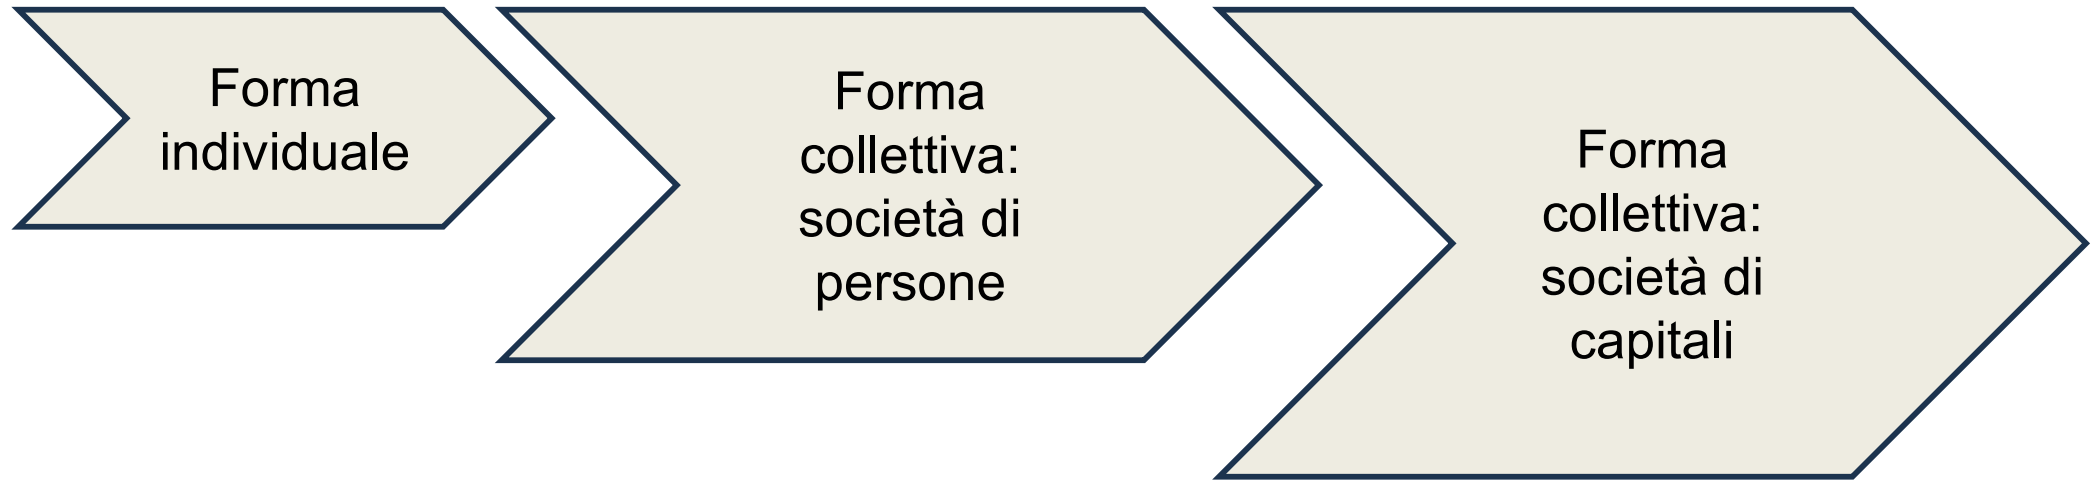 Forma
individuale
Forma
collettiva:
società di
persone
Forma
collettiva:
società di
capitali